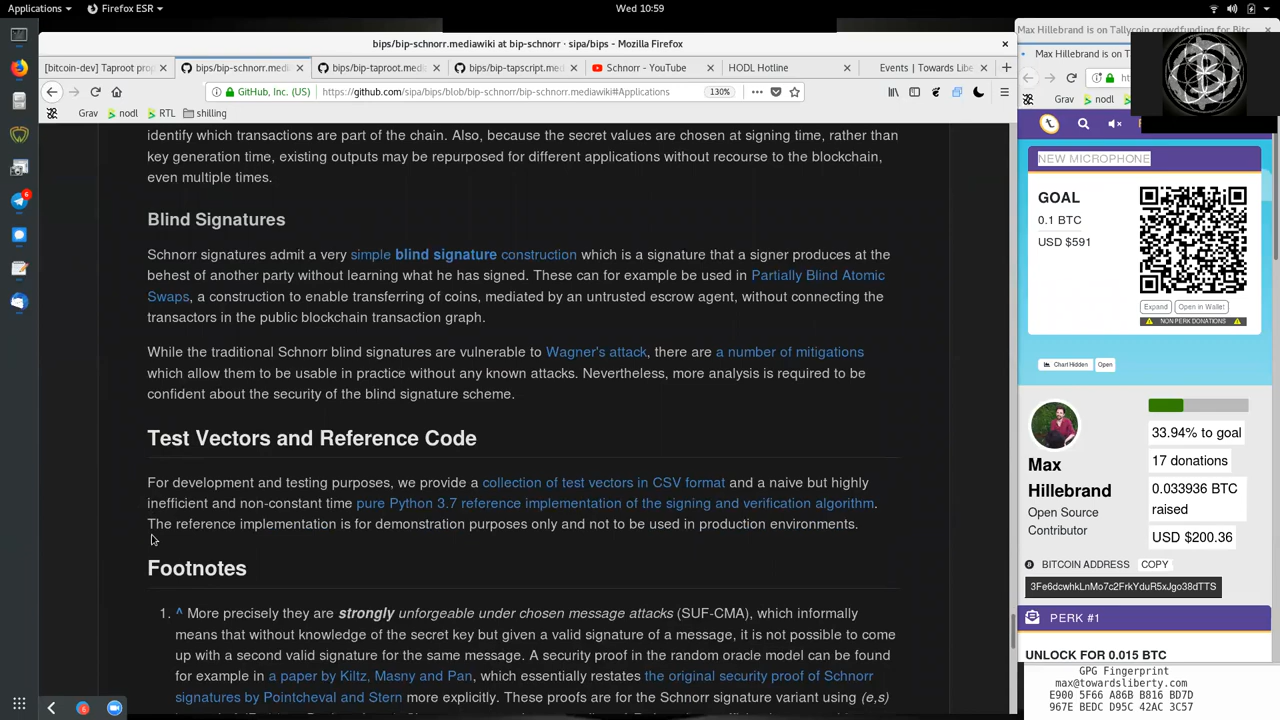 Applications
Firefox ESR
Wed 10:59
bips/bip-schnorr.mediawiki at bip-schnorr · sipa/bips - Mozilla Firefox
[bitcoin-dev] Taproot prop
bips/bip-schnorr.medi
bips/bip-taproot.medi
bips/bip-tapscript.med
Schnorr - YouTube
HODL Hotline
Events | Towards Libe
GitHub, Inc. (US)
https://github.com/sipa/bips/blob/bip-schnorr/bip-schnorr.mediawiki#Applications
130%
Grav
nodl
RTL
shilling
identify which transactions are part of the chain. Also, because the secret values are chosen at signing time, rather than
key generation time, existing outputs may be repurposed for different applications without recourse to the blockchain,
even multiple times.
Blind Signatures
Schnorr signatures admit a very simple blind signature construction which is a signature that a signer produces at the
behest of another party without learning what he has signed. These can for example be used in Partially Blind Atomic
Swaps, a construction to enable transferring of coins, mediated by an untrusted escrow agent, without connecting the
transactors in the public blockchain transaction graph.
While the traditional Schnorr blind signatures are vulnerable to Wagner's attack, there are a number of mitigations
which allow them to be usable in practice without any known attacks. Nevertheless, more analysis is required to be
confident about the security of the blind signature scheme.
Test Vectors and Reference Code
For development and testing purposes, we provide a collection of test vectors in CSV format and a naive but highly
inefficient and non-constant time pure Python 3.7 reference implementation of the signing and verification algorithm.
The reference implementation is for demonstration purposes only and not to be used in production environments.
Footnotes
1. ^ More precisely they are strongly unforgeable under chosen message attacks (SUF-CMA), which informally
means that without knowledge of the secret key but given a valid signature of a message, it is not possible to come
up with a second valid signature for the same message. A security proof in the random oracle model can be found
for example in a paper by Kiltz, Masny and Pan, which essentially restates the original security proof of Schnorr
signatures by Pointcheval and Stern more explicitly. These proofs are for the Schnorr signature variant using (e,s)
Max Hillebrand is on Tallycoin crowdfunding for Bitc
Max Hillebrand is on T
Grav
nodl
NEW MICROPHONE
GOAL
0.1 BTC
USD $591
Expand
Open in Wallet
NON PERK DONATIONS
Chart Hidden
Open
33.94% to goal
17 donations
0.033936 BTC
raised
USD $200.36
Max
Hillebrand
Open Source
Contributor
BITCOIN ADDRESS
COPY
3Fe6dcwhkLnMo7c2FrkYduR5xJgo38dTTS
PERK #1
UNLOCK FOR 0.015 BTC
GPG Fingerprint
max@towardsliberty.com
E900 5F66 A86B B816 BD7D
967E BEDC D95C 42AC 3C57